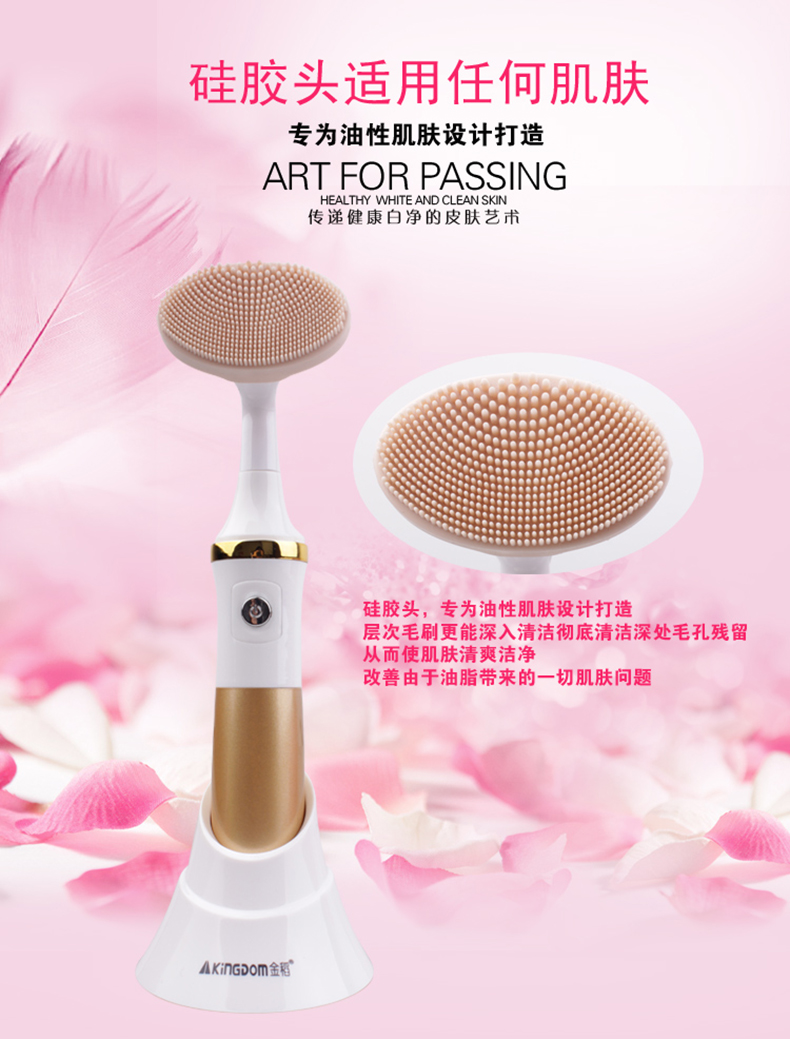 硅胶头适用任何肌肤
专为油性肌肤设计打造
ART FOR PASSING
HEALTHY WHITE AND CLEAN SKIN
传递健康白净的皮肤艺术
硅胶头，专为油性肌肤设计打造
层次毛刷更能深入清洁彻底清洁深处毛孔残留
从而使肌肤清爽洁净
改善由于油脂带来的一切肌肤问题
KINGDOM金稻®